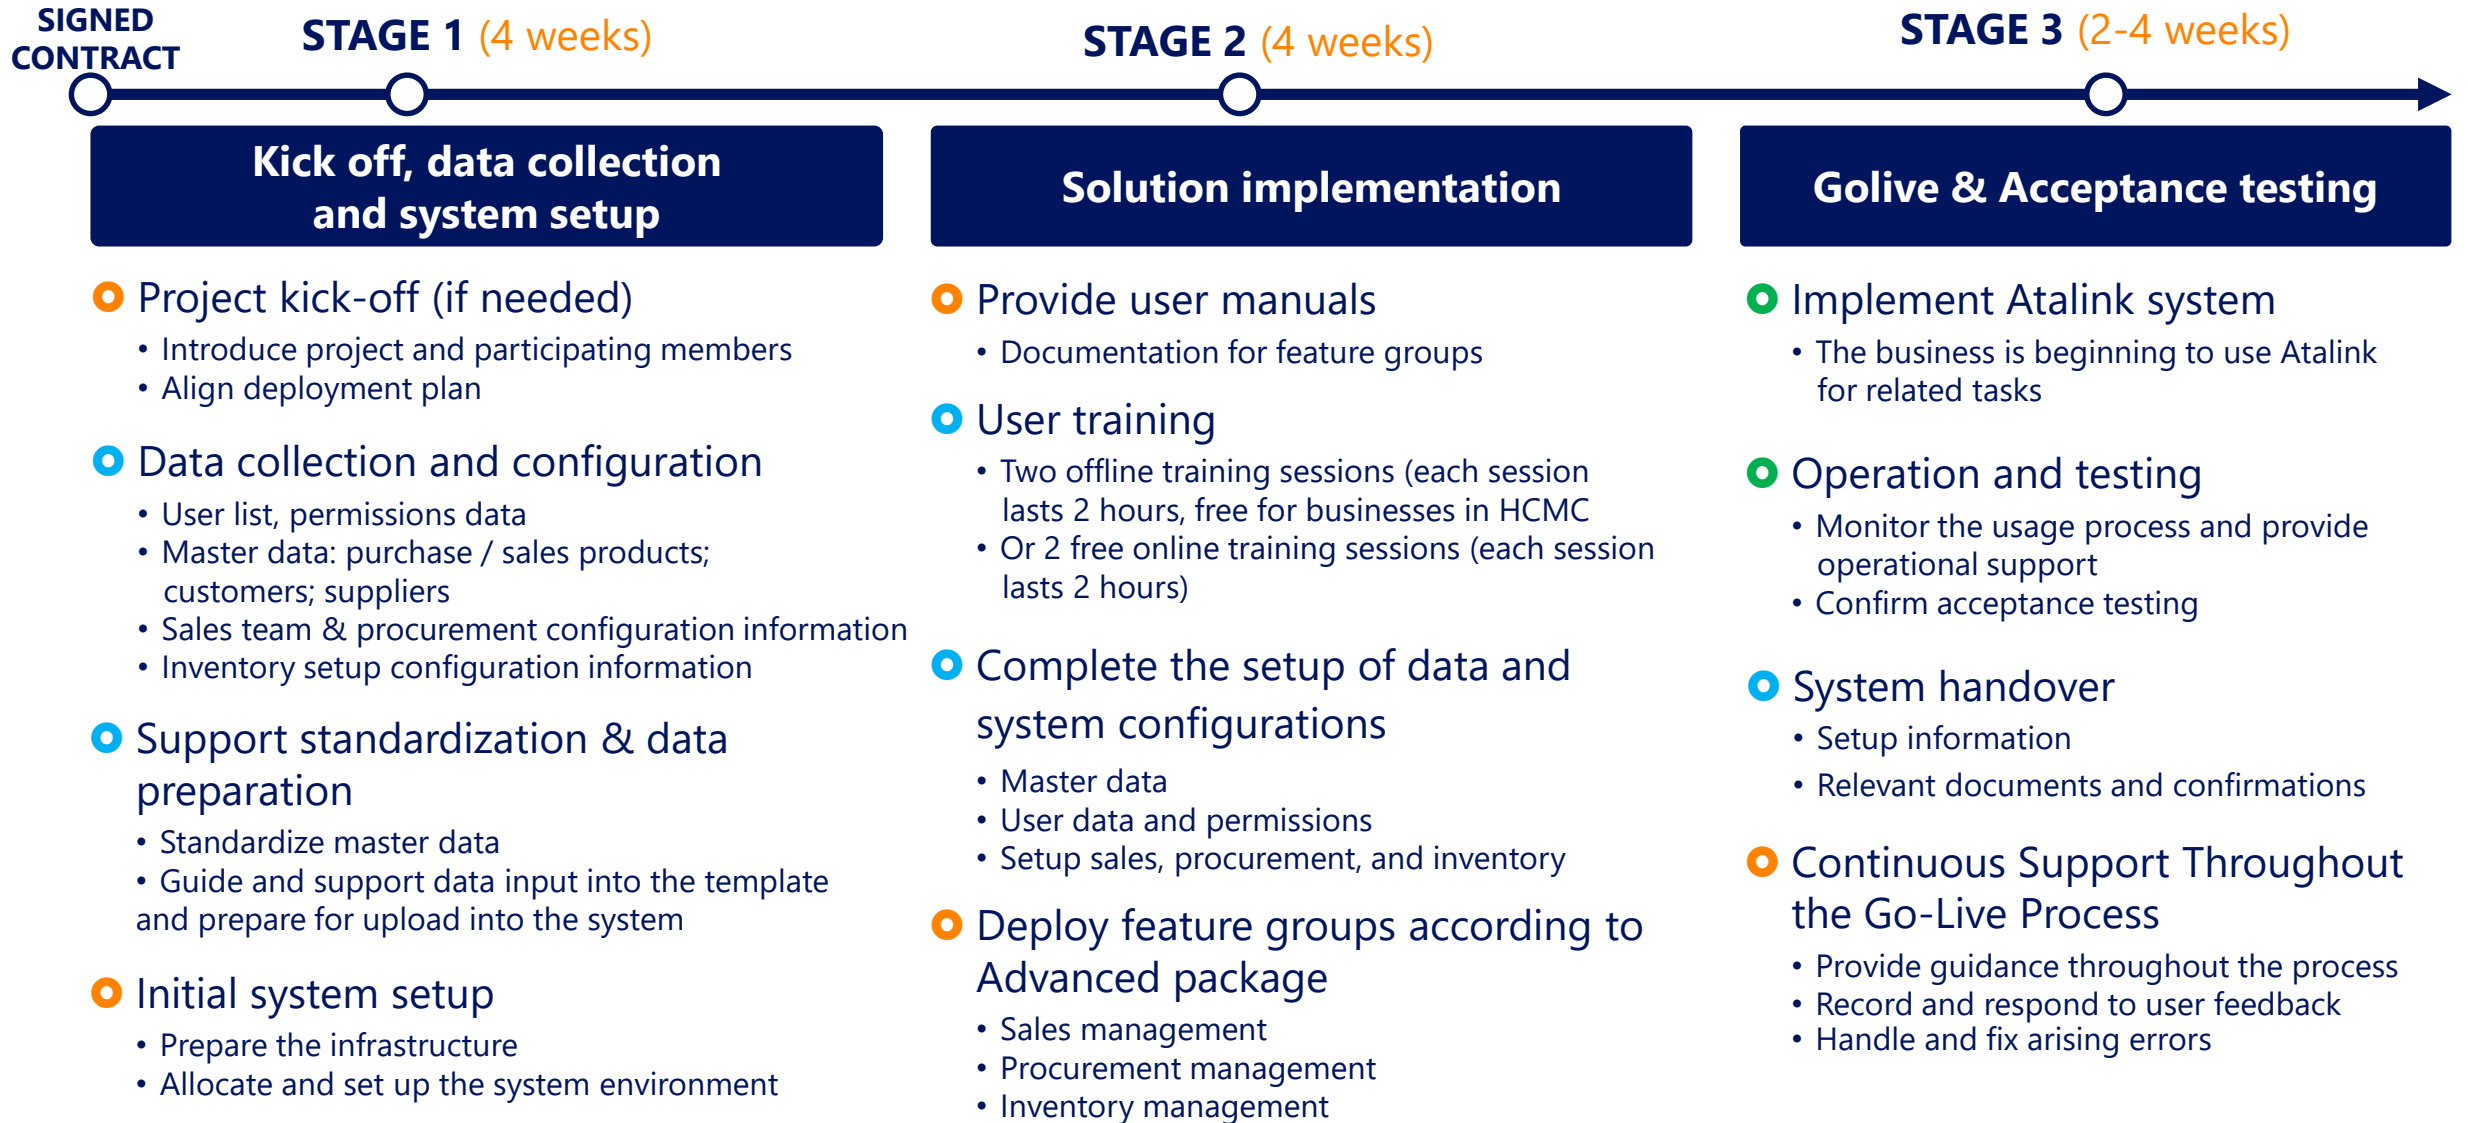 SIGNED
CONTRACT
STAGE 1 (4 weeks)
STAGE 2 (4 weeks)
STAGE 3 (2-4 weeks)
Kick off, data collection
and system setup
• Project kick-off (if needed)
• Introduce project and participating members
• Align deployment plan
Data collection and configuration
• User list, permissions data
• Master data: purchase / sales products;
customers; suppliers
• Sales team & procurement configuration information
• Inventory setup configuration information
Support standardization & data
preparation
• Standardize master data
• Guide and support data input into the template
and prepare for upload into the system
Initial system setup
• Prepare the infrastructure
• Allocate and set up the system environment
Solution implementation
Provide user manuals
• Documentation for feature groups
User training
• Two offline training sessions (each session
lasts 2 hours, free for businesses in HCMC
• Or 2 free online training sessions (each session
lasts 2 hours)
Complete the setup of data and
system configurations
• Master data
• User data and permissions
• Setup sales, procurement, and inventory
Deploy feature groups according to
Advanced package
• Sales management
• Procurement management
• Inventory management
Golive & Acceptance testing
Implement Atalink system
• The business is beginning to use Atalink
for related tasks
Operation and testing
• Monitor the usage process and provide
operational support
• Confirm acceptance testing
System handover
• Setup information
• Relevant documents and confirmations
Continuous Support Throughout
the Go-Live Process
• Provide guidance throughout the process
• Record and respond to user feedback
• Handle and fix arising errors